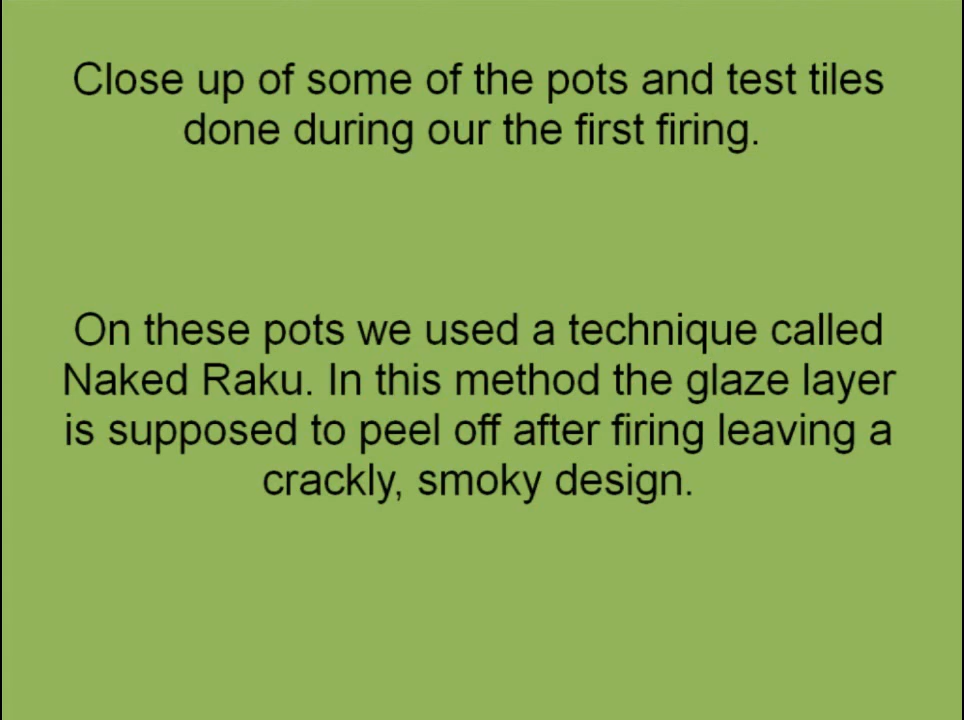 Close up of some of the pots and test tiles
done during our the first firing.
On these pots we used a technique called
Naked Raku. In this method the glaze layer
is supposed to peel off after firing leaving a
crackly, smoky design.